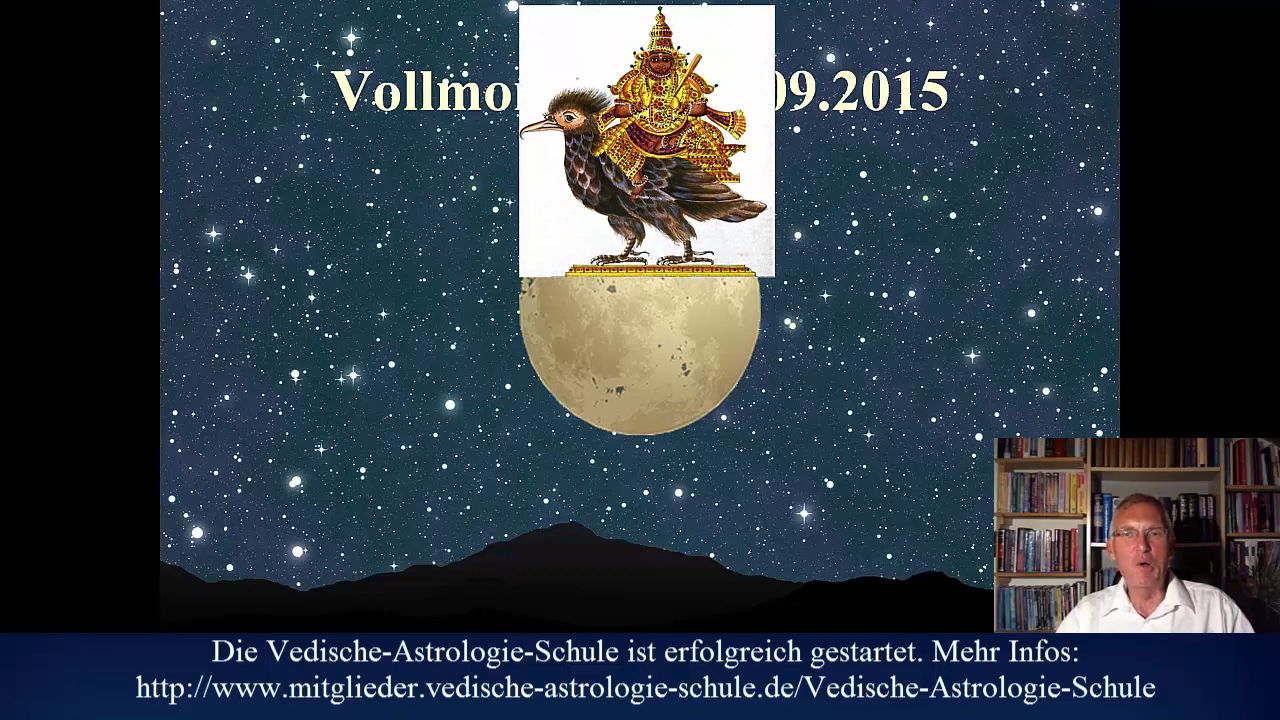 Vollmo 09.2015
Die Vedische-Astrologie-Schule ist erfolgreich gestartet. Mehr Infos:
http://www.mitglieder.vedische-astrologie-schule.de/Vedische-Astrologie-Schule